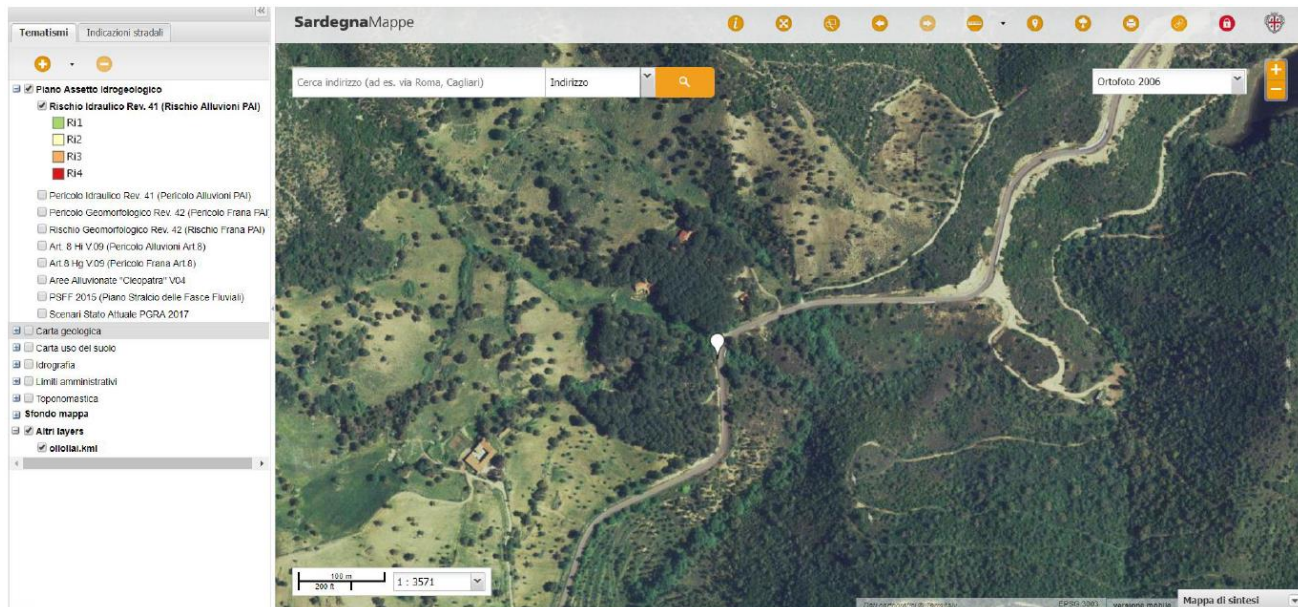 Tematismi
Indicazioni stradali
Piano Assetto Idrogeologico
Rischio Idraulico Rev. 41 (Rischio Alluvioni PAI)
Ri1
Ri2
Ri3
Ri4
Pericolo Idraulico Rev. 41 (Pericolo Alluvioni PAI)
Pericolo Geomorfologico Rev. 42 (Pericolo Frana PAI
Rischio Geomorfologico Rev. 42 (Rischio Frana PAI)
Art. 8 Hi V.09 (Pericolo Alluvioni Art.8)
Art.8 Hg V.09 (Pericolo Frana Art.8)
Aree Alluvionate "Cleopatra" V04
PSFF 2015 (Piano Stralcio delle Fasce Fluviali)
Scenari Stato Attuale PGRA 2017
Carta geologica
Carta uso del suolo
Idrografia
Limiti amministrativi
Toponomastica
Sfondo mappa
Altri layers
ollollai.kml
SardegnaMappe
Cerca indirizzo (ad es. via Roma, Cagliari)
Indirizzo
Ortofoto 2006
100 m
200 ft
1 : 3571
Mappa di sintesi